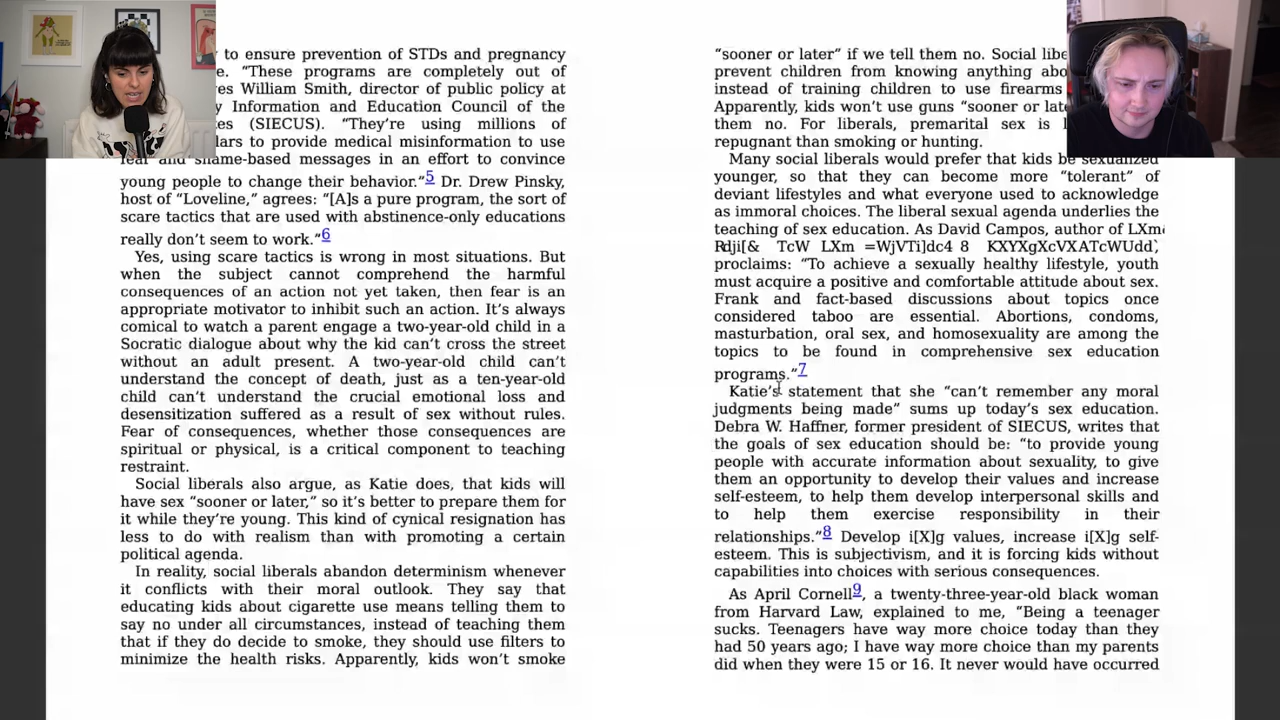 to ensure prevention of STDs and pregnancy
e. “These programs are completely out of
es William Smith, director of public policy at
y Information and Education Council of the
es (SIECUS). “They’re using millions of
lars to provide medical misinformation to use
fear and shame-based messages in an effort to convince
young people to change their behavior.”5 Dr. Drew Pinsky,
host of “Loveline,” agrees: “[A]s a pure program, the sort of
scare tactics that are used with abstinence-only educations
really don’t seem to work.”6
Yes, using scare tactics is wrong in most situations. But
when the subject cannot comprehend the harmful
consequences of an action not yet taken, then fear is an
appropriate motivator to inhibit such an action. It’s always
comical to watch a parent engage a two-year-old child in a
Socratic dialogue about why the kid can’t cross the street
without an adult present. A two-year-old child can’t
understand the concept of death, just as a ten-year-old
child can’t understand the crucial emotional loss and
desensitization suffered as a result of sex without rules.
Fear of consequences, whether those consequences are
spiritual or physical, is a critical component to teaching
restraint.
Social liberals also argue, as Katie does, that kids will
have sex “sooner or later,” so it’s better to prepare them for
it while they’re young. This kind of cynical resignation has
less to do with realism than with promoting a certain
political agenda.
In reality, social liberals abandon determinism whenever
it conflicts with their moral outlook. They say that
educating kids about cigarette use means telling them to
say no under all circumstances, instead of teaching them
that if they do decide to smoke, they should use filters to
minimize the health risks. Apparently, kids won’t smoke
“sooner or later” if we tell them no. Social libe
prevent children from knowing anything abo
instead of training children to use firearms
Apparently, kids won’t use guns “sooner or late
them no. For liberals, premarital sex is l
repugnant than smoking or hunting.
Many social liberals would prefer that kids be sexualized
younger, so that they can become more “tolerant” of
deviant lifestyles and what everyone used to acknowledge
as immoral choices. The liberal sexual agenda underlies the
teaching of sex education. As David Campos, author of LXm
Rdji[& TcW LXm =WjVTi]dc4 8 KXYXgXcVXATcWUdd`,
proclaims: “To achieve a sexually healthy lifestyle, youth
must acquire a positive and comfortable attitude about sex.
Frank and fact-based discussions about topics once
considered taboo are essential. Abortions, condoms,
masturbation, oral sex, and homosexuality are among the
topics to be found in comprehensive sex education
programs.”7
Katie’s statement that she “can’t remember any moral
judgments being made” sums up today’s sex education.
Debra W. Haffner, former president of SIECUS, writes that
the goals of sex education should be: “to provide young
people with accurate information about sexuality, to give
them an opportunity to develop their values and increase
self-esteem, to help them develop interpersonal skills and
to help them exercise responsibility in their
relationships.”8 Develop i[X]g values, increase i[X]g self-
esteem. This is subjectivism, and it is forcing kids without
capabilities into choices with serious consequences.
As April Cornell9, a twenty-three-year-old black woman
from Harvard Law, explained to me, “Being a teenager
sucks. Teenagers have way more choice today than they
had 50 years ago; I have way more choice than my parents
did when they were 15 or 16. It never would have occurred